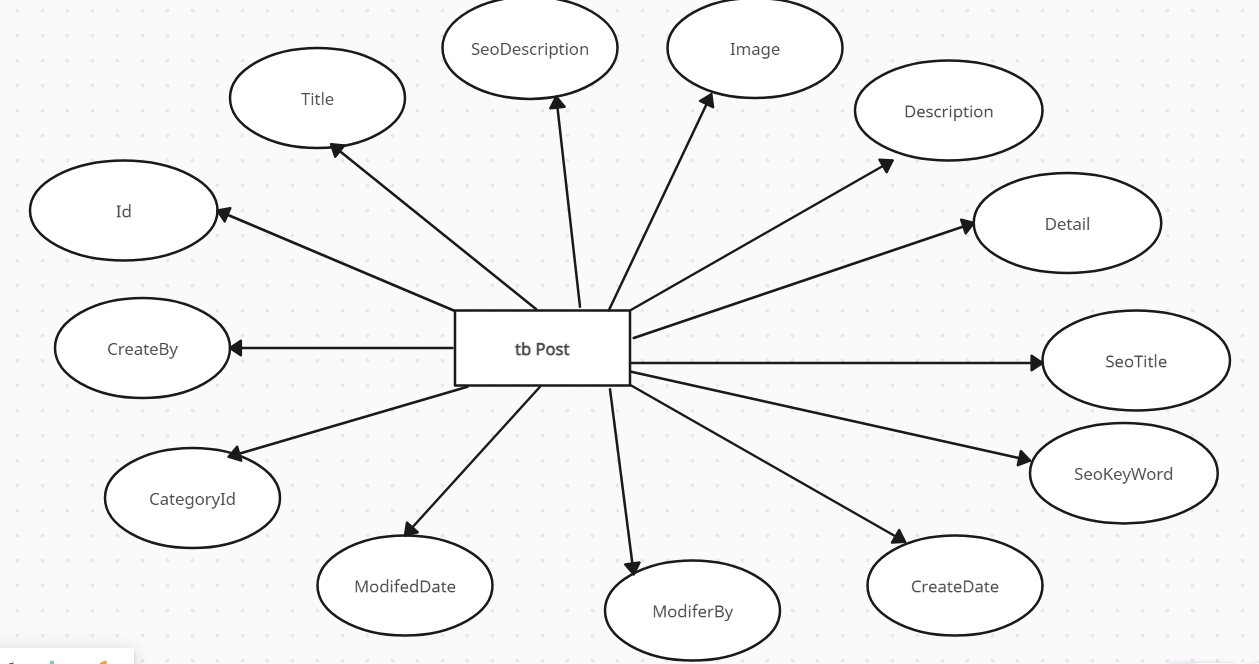 SeoDescription
Image
Title
Description
Id
Detail
CreateBy
tb Post
SeoTitle
SeoKeyWord
CategoryId
ModifedDate
ModiferBy
CreateDate